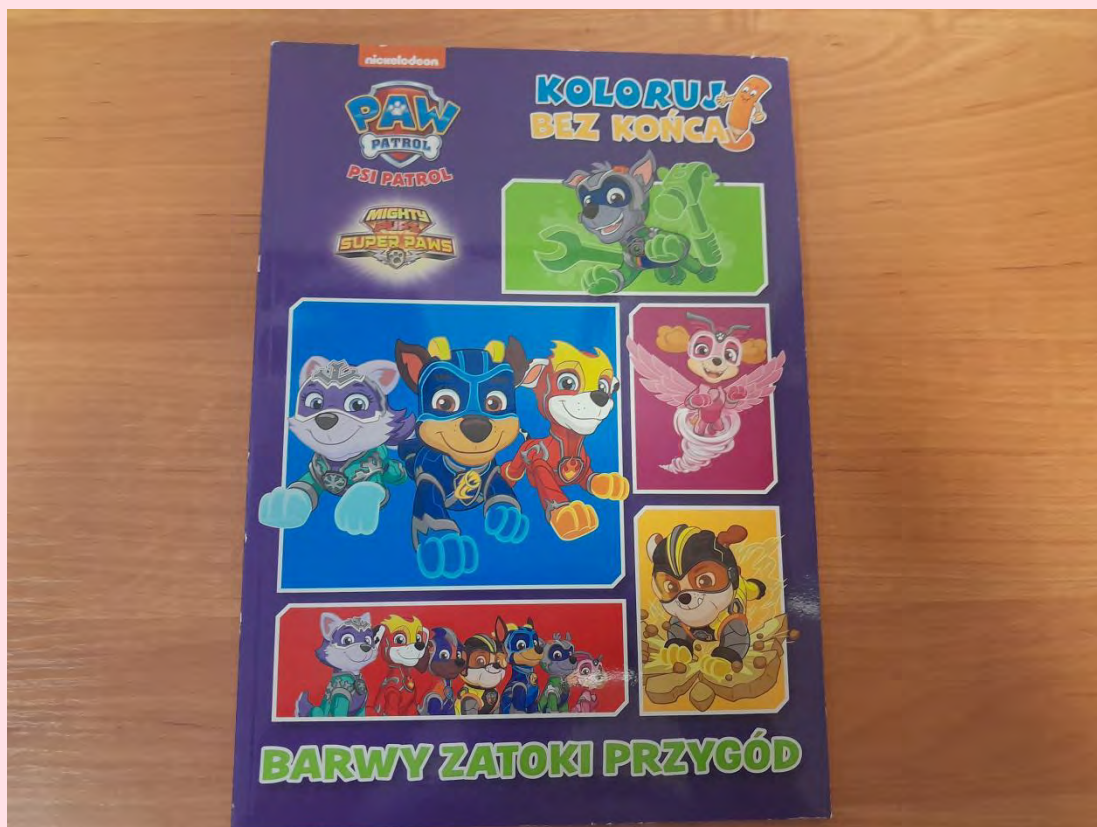 nickelodeon
PAW
PATROL
PSI PATROL
KOLORUJ
BEZ KOŃCA
MIGHTY
PUPS
SUPER PAWS
BARWY ZATOKI PRZYGÓD